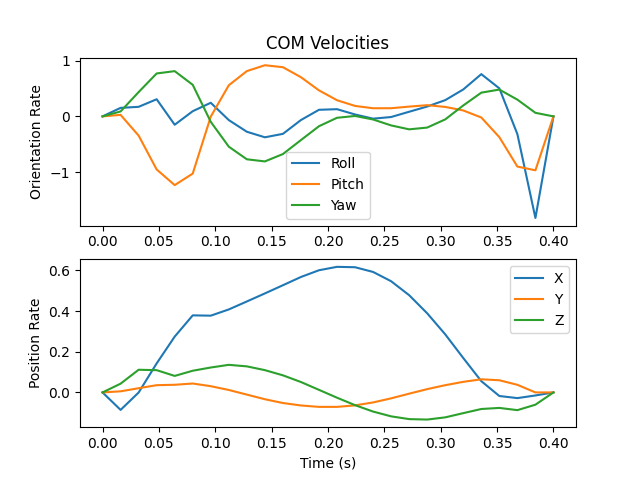 COM Velocities
Orientation Rate
1
0
−1
Roll
Pitch
Yaw
0.00 0.05 0.10 0.15 0.20 0.25 0.30 0.35 0.40
Position Rate
0.6
0.4
0.2
0.0
X
Y
Z
0.00 0.05 0.10 0.15 0.20 0.25 0.30 0.35 0.40
Time (s)